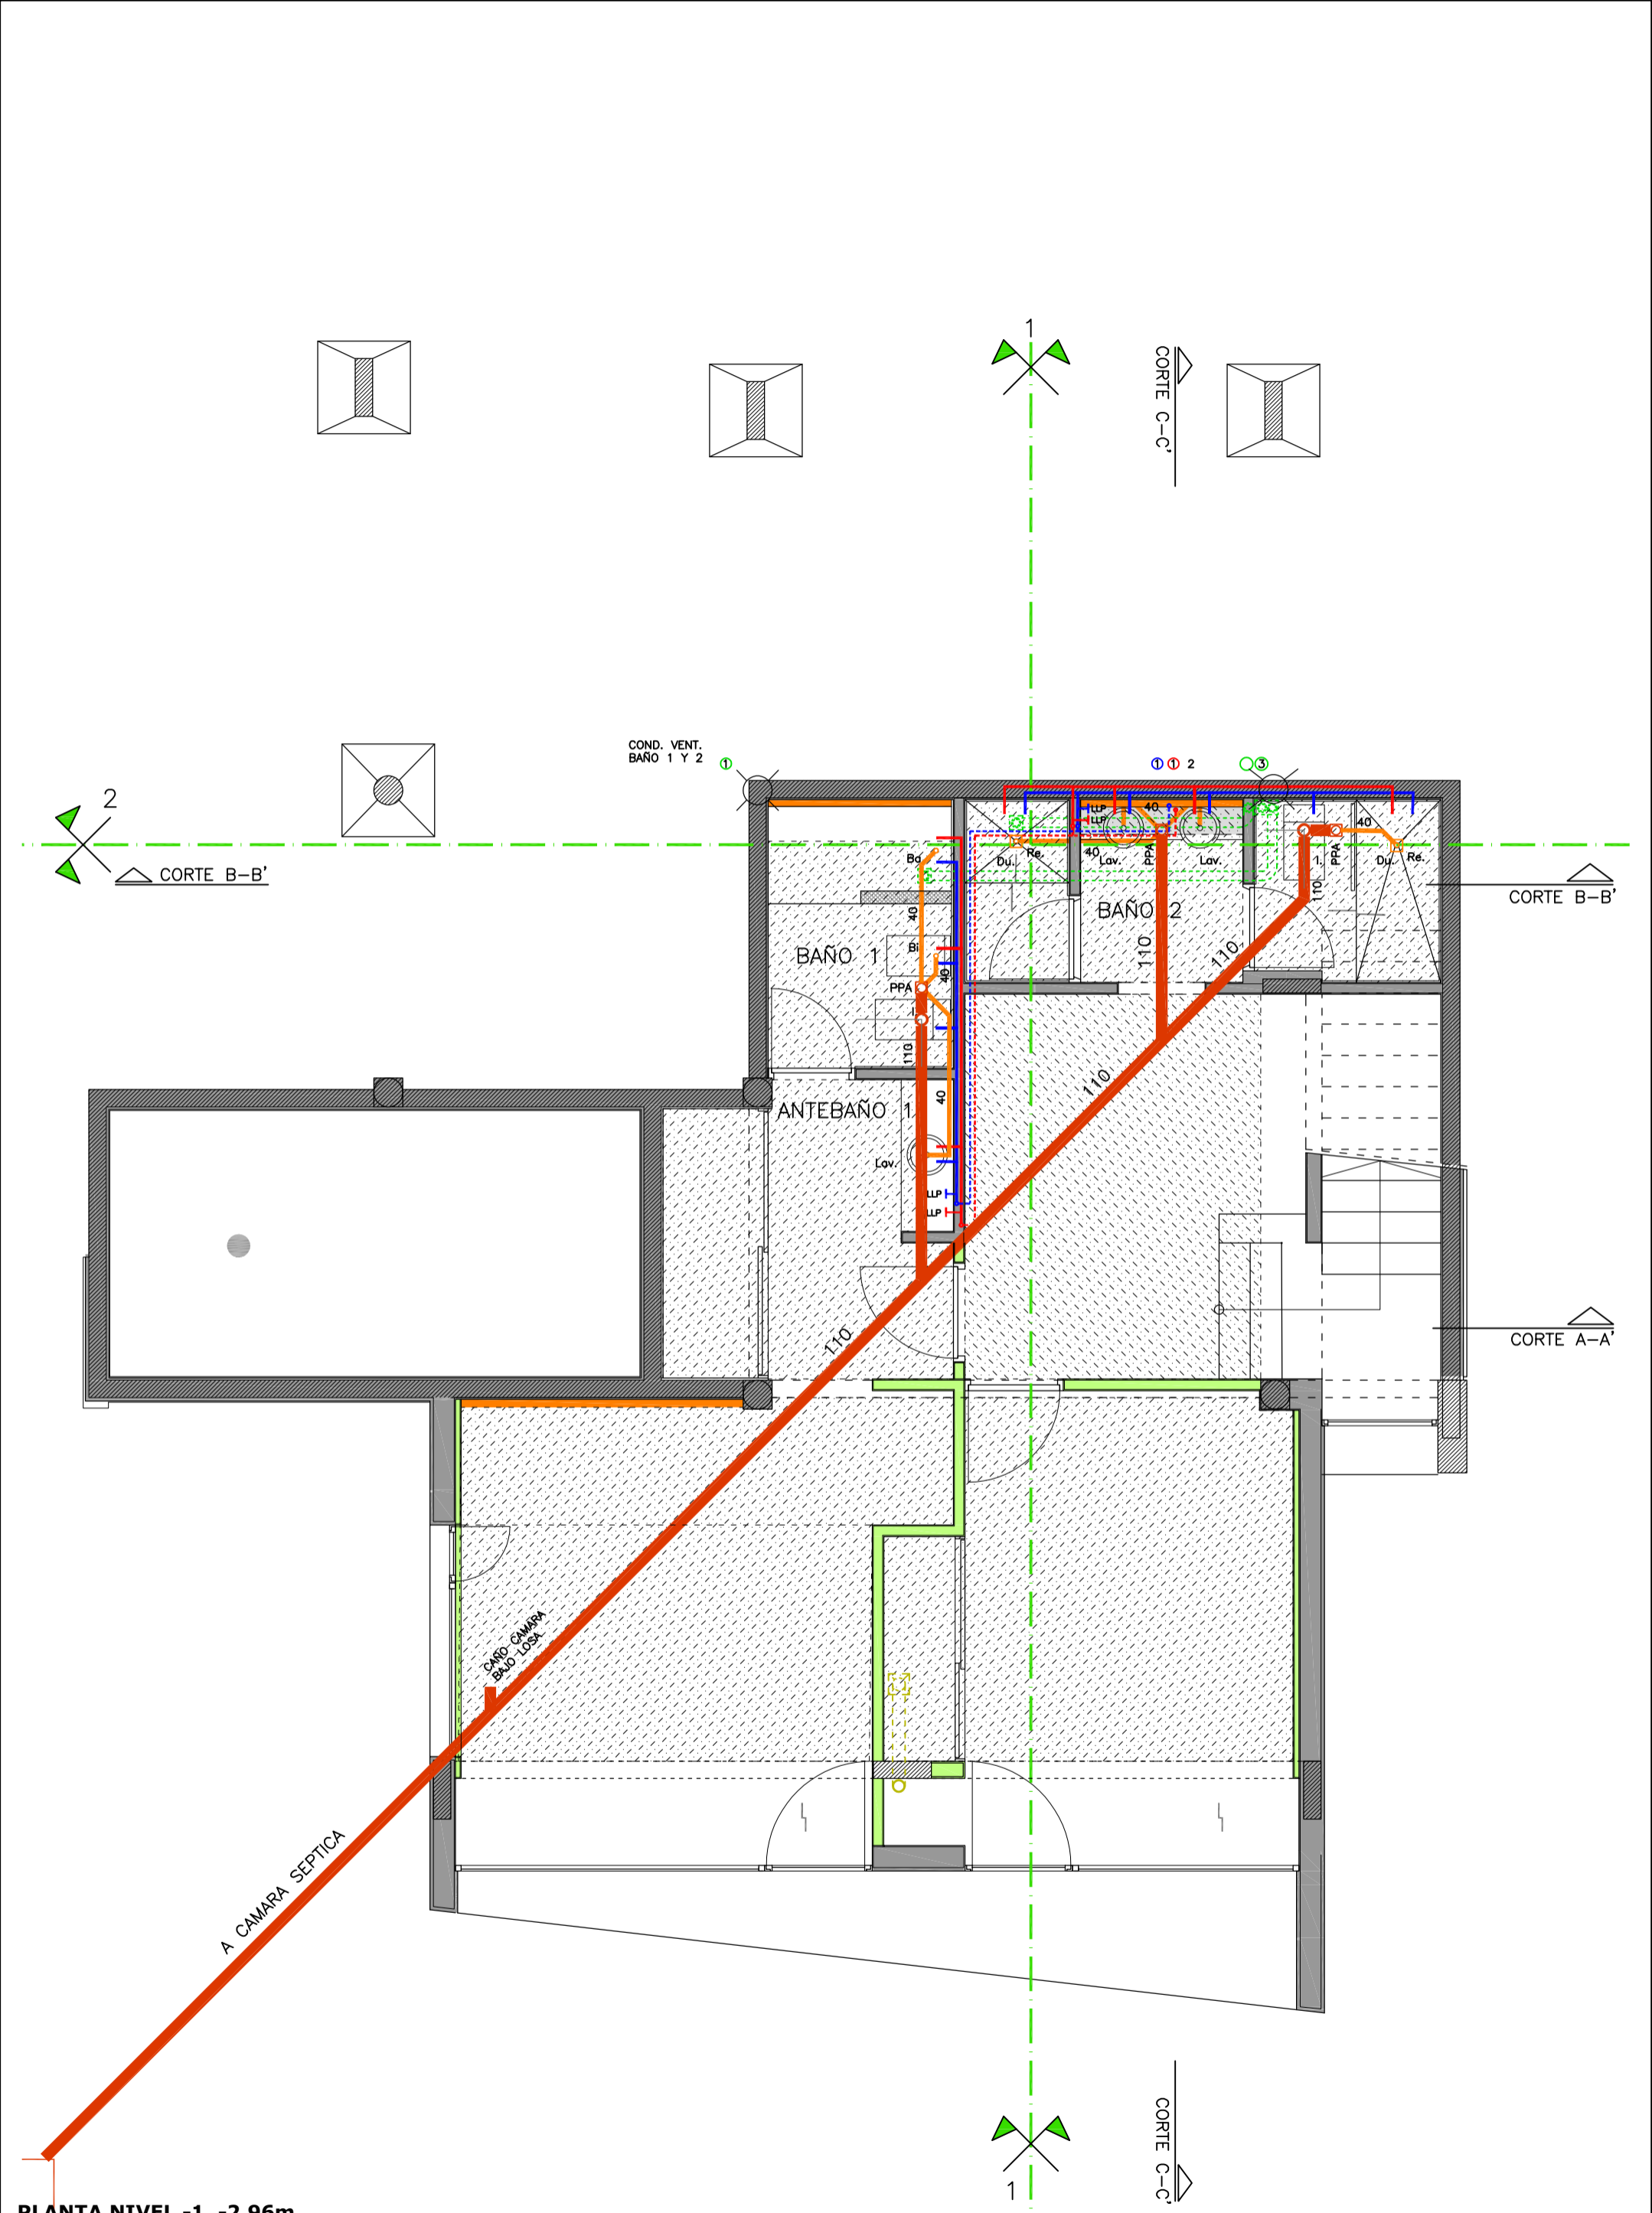 1
CORTE C-C'
COND. VENT.
BAÑO 1 Y 2
1
1
1
2
3
2
CORTE B-B'
CORTE B-B'
LLP
LLP
40
40
PPA
Du.
Re.
Lav.
Lav.
BAÑO 2
110
I.
PPA
40
Du.
Re.
110
110
Ba
40
Bi
BAÑO 1
40
PPA
I
110
40
110
ANTEBAÑO 1
Lav.
LLP
LLP
110
CORTE A-A'
CAÑO CAMARA
BAJO LOSA
A CAMARA SEPTICA
CORTE C-C'
1
PLANTA NIVEL -1 -2.96m